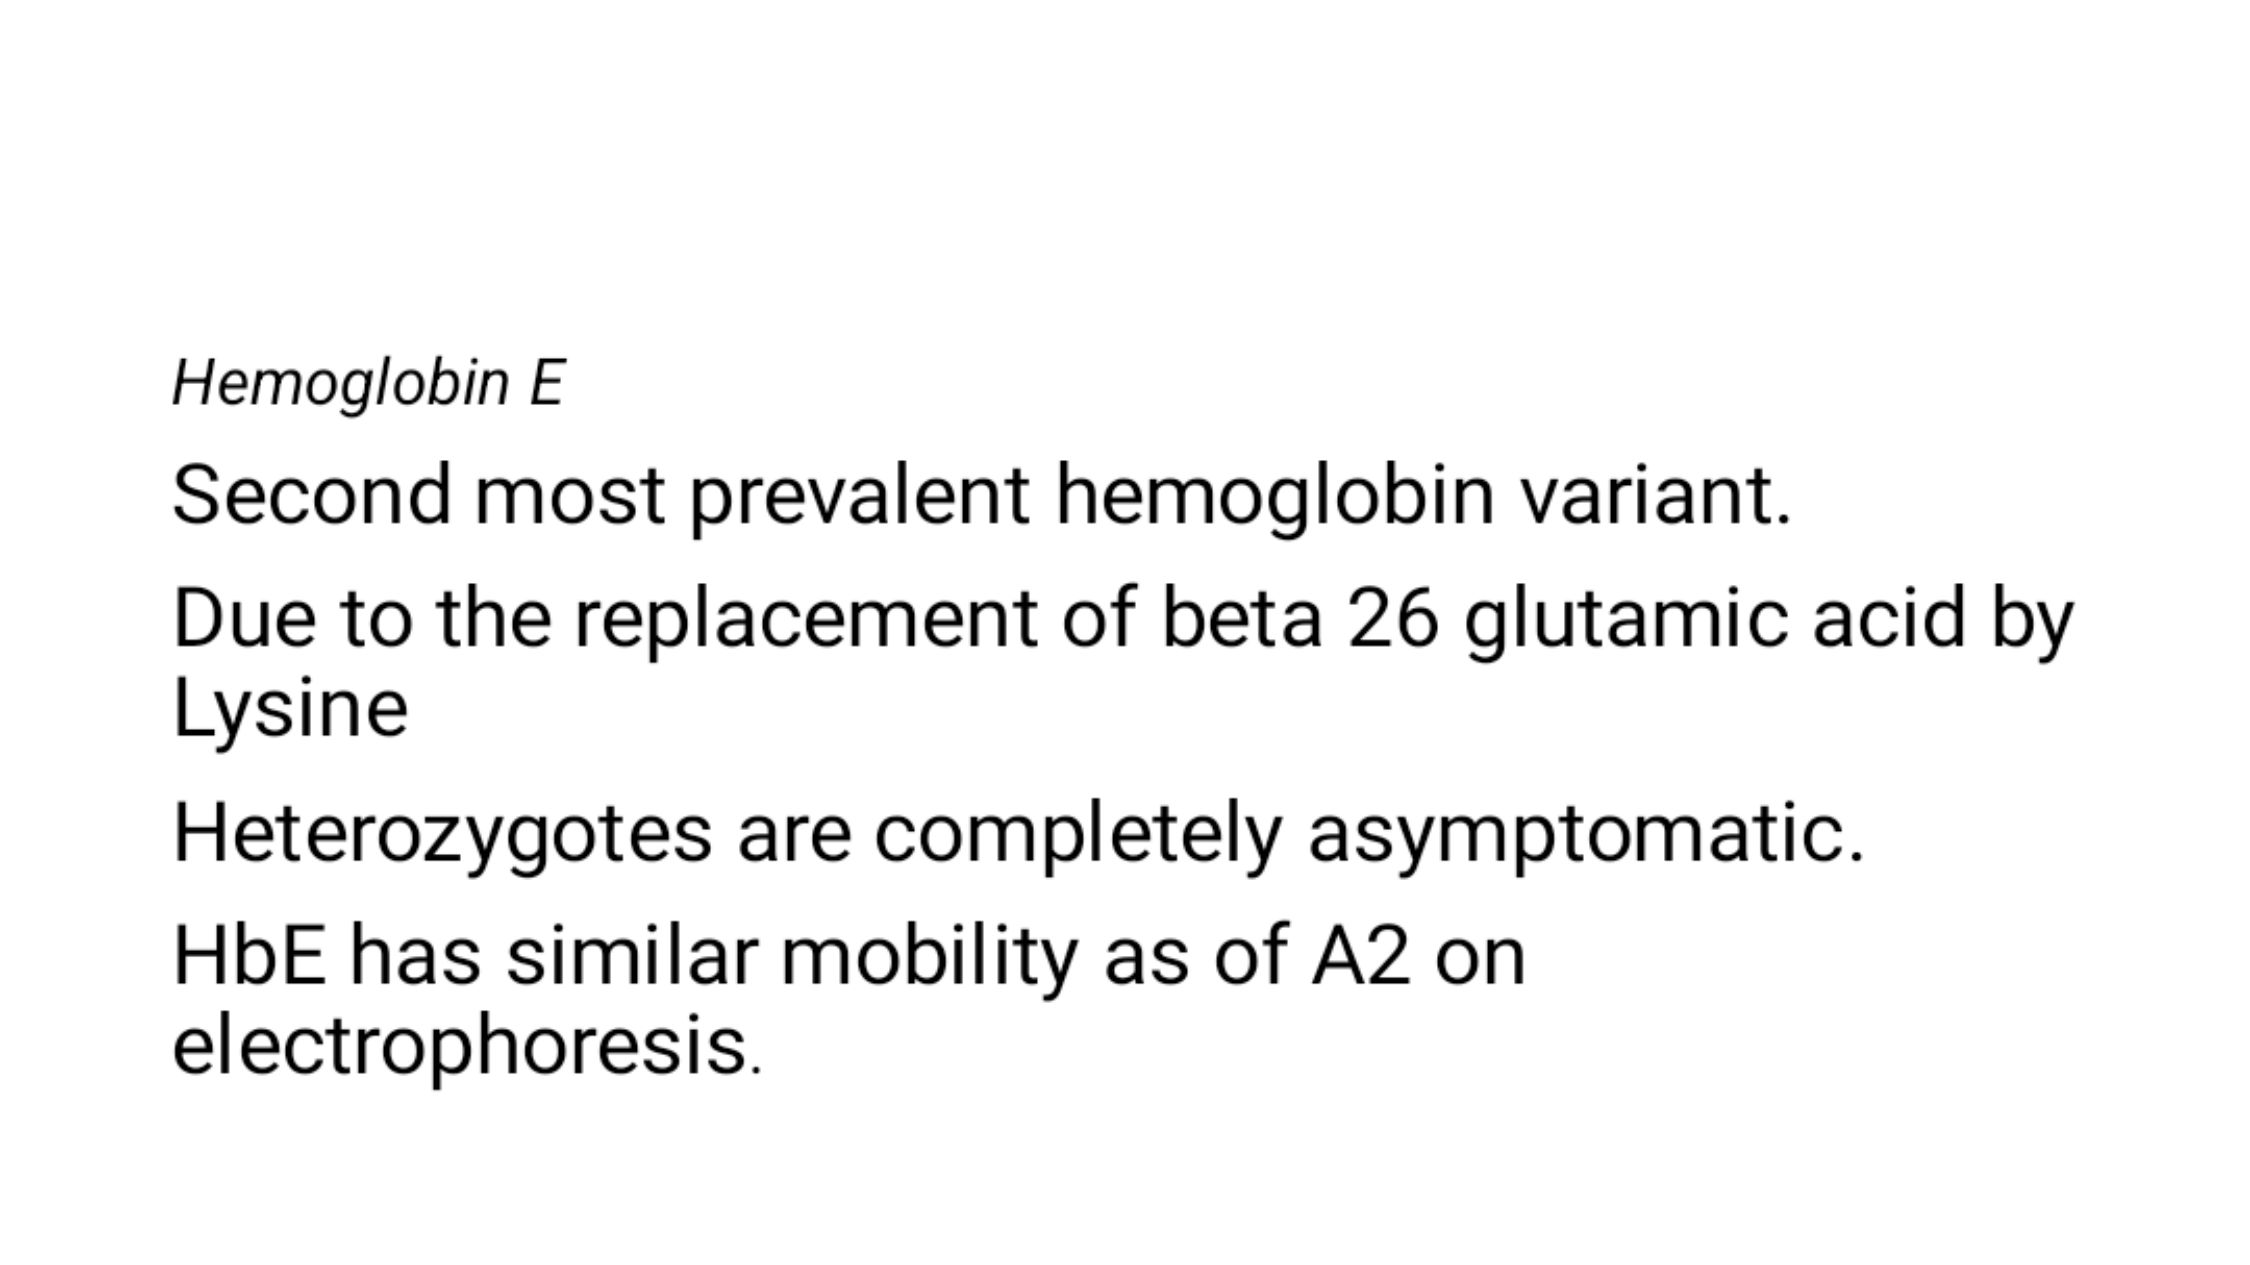 Hemoglobin E
Second most prevalent hemoglobin variant.
Due to the replacement of beta 26 glutamic acid by
Lysine
Heterozygotes are completely asymptomatic.
HbE has similar mobility as of A2 on
electrophoresis.